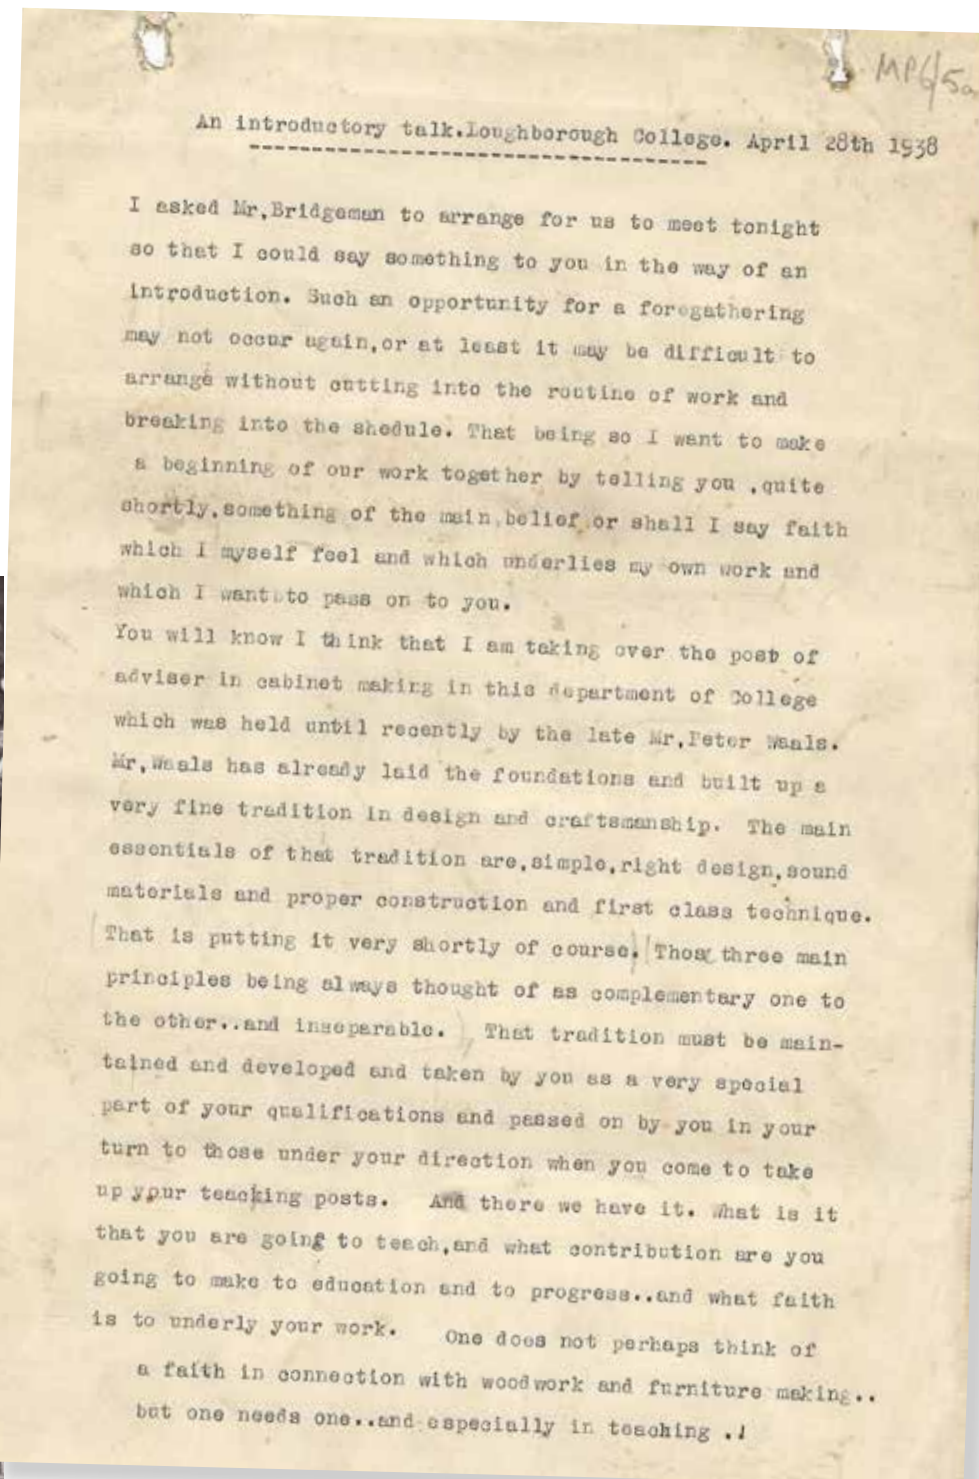 MP6/5a
An introductory talk.Loughborough College. April 28th 1938
I asked Mr,Bridgeman to arrange for us to meet tonight
so that I could say something to you in the way of an
introduction. Such an opportunity for a foregathering
may not occur again,or at least it may be difficult to
arrange without cutting into the routine of work and
breaking into the shedule. That being so I want to make
a beginning of our work together by telling you ,quite
shortly,something of the main belief or shall I say faith
which I myself feel and which underlies my own work and
which I want to pass on to you.
You will know I think that I am taking over the post of
adviser in cabinet making in this department of College
which was held until recently by the late Mr,Peter Waals.
Mr,Waals has already laid the foundations and built up a
very fine tradition in design and craftsmanship. The main
essentials of that tradition are,simple,right design,sound
materials and proper construction and first class technique.
That is putting it very shortly of course. Those three main
principles being always thought of as complementary one to
the other..and inseparable. That tradition must be main-
tained and developed and taken by you as a very special
part of your qualifications and passed on by you in your
turn to those under your direction when you come to take
up your teaching posts. And there we have it. What is it
that you are going to teach,and what contribution are you
going to make to education and to progress..and what faith
is to underly your work. One does not perhaps think of
a faith in connection with woodwork and furniture making..
but one needs one..and especially in teaching .!